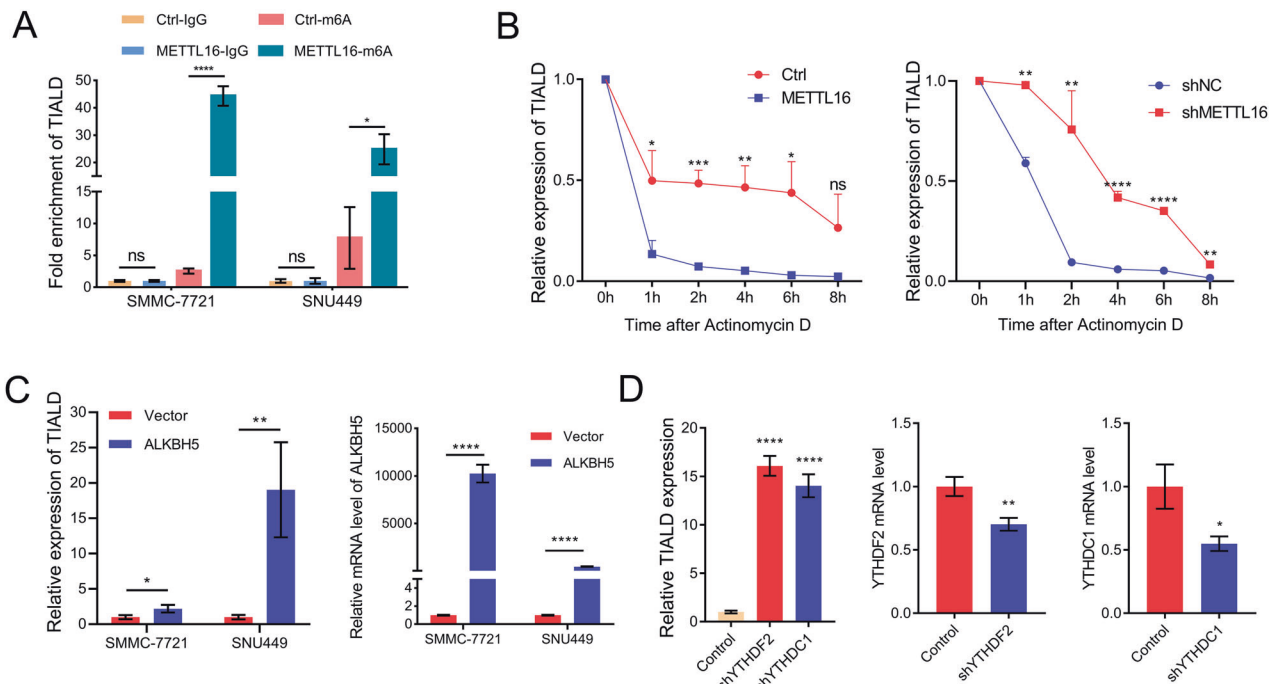 A
Ctrl-IgG
Ctrl-m6A
METTL16-IgG
METTL16-m6A
Fold enrichment of TIALD
50
40
30
20
15
10
5
0
ns
****
ns
*
SMMC-7721
SNU449
B
Relative expression of TIALD
1.0
0.5
0.0
Ctrl
METTL16
*
***
**
*
ns
0h
1h
2h
4h
6h
8h
Time after Actinomycin D
Relative expression of TIALD
1.0
0.5
0.0
shNC
shMETTL16
**
**
****
****
**
0h
1h
2h
4h
6h
8h
Time after Actinomycin D
C
Relative expression of TIALD
30
25
20
15
10
5
0
Vector
ALKBH5
*
**
SMMC-7721
SNU449
Relative mRNA level of ALKBH5
15000
10000
5000
4
2
0
Vector
ALKBH5
****
****
SMMC-7721
SNU449
D
Relative TIALD expression
20
15
10
5
0
****
****
Control
shYTHDF2
shYTHDC1
YTHDF2 mRNA level
1.5
1.0
0.5
0.0
**
Control
shYTHDF2
YTHDC1 mRNA level
1.5
1.0
0.5
0.0
*
Control
shYTHDC1